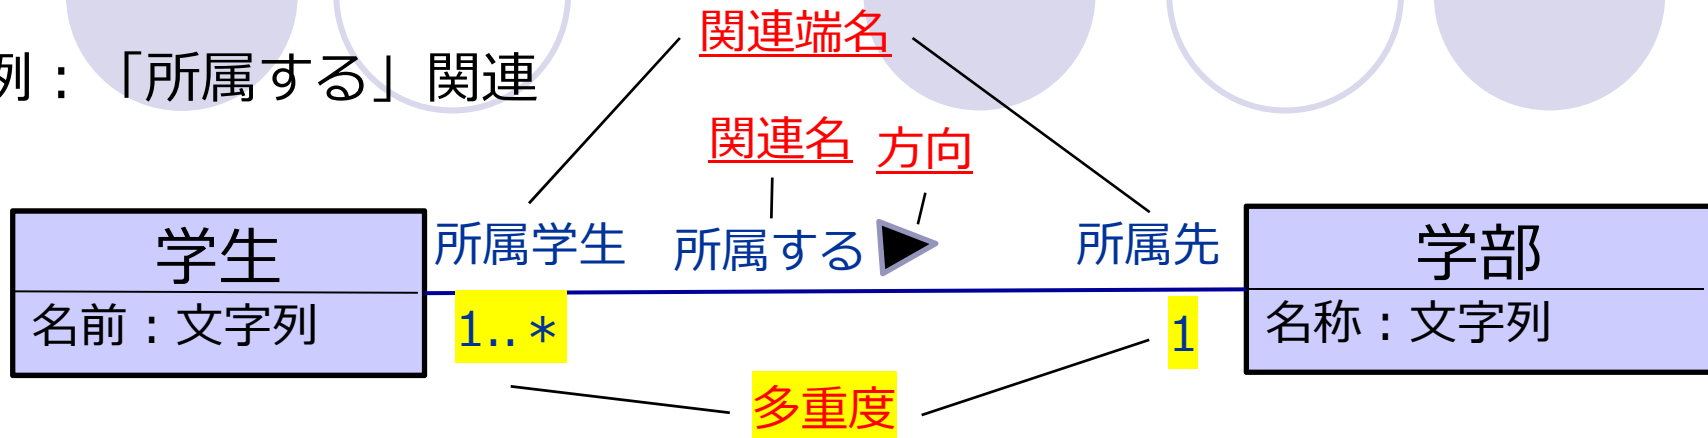 関連端名
例：「所属する」関連
関連名
方向
学生
所属学生
所属する
所属先
学部
名前：文字列
1..*
1
名称：文字列
多重度